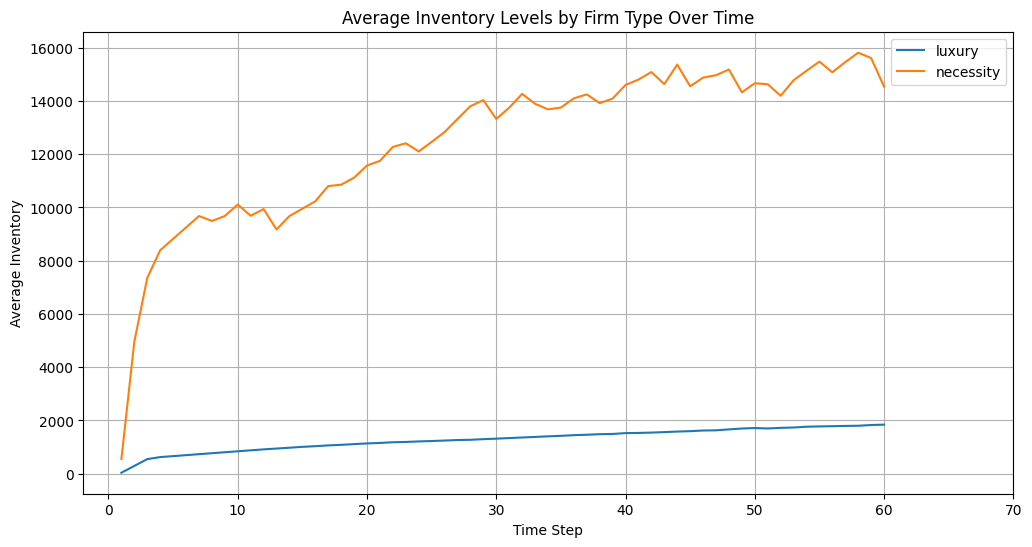 Average Inventory Levels by Firm Type Over Time
luxury
necessity
Average Inventory
16000
14000
12000
10000
8000
6000
4000
2000
0
0 10 20 30 40 50 60 70
Time Step